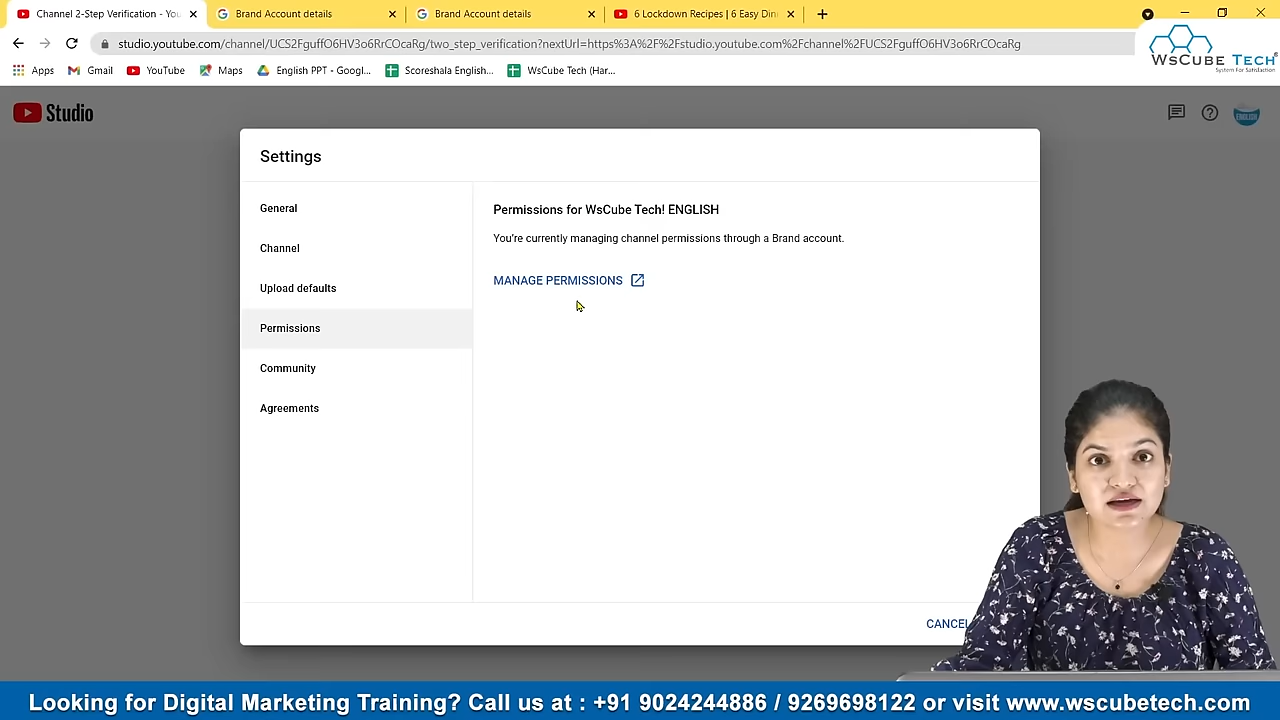 Channel 2-Step Verification - You
Brand Account details
Brand Account details
6 Lockdown Recipes | 6 Easy Din
studio.youtube.com/channel/UCS2FguffO6HV3o6RrCOcaRg/two_step_verification?nextUrl=https%3A%2F%2Fstudio.youtube.com%2Fchannel%2FUCS2FguffO6HV3o6RrCOcaRg
Apps
Gmail
YouTube
Maps
English PPT - Googl...
Scoreshala English...
WsCube Tech (Har...
WsCube Tech®
System For Satisfaction
Studio
ENGLISH
Settings
General
Channel
Upload defaults
Permissions
Community
Agreements
Permissions for WsCube Tech! ENGLISH
You're currently managing channel permissions through a Brand account.
MANAGE PERMISSIONS
CANCEL
Looking for Digital Marketing Training? Call us at : +91 9024244886 / 9269698122 or visit www.wscubetech.com